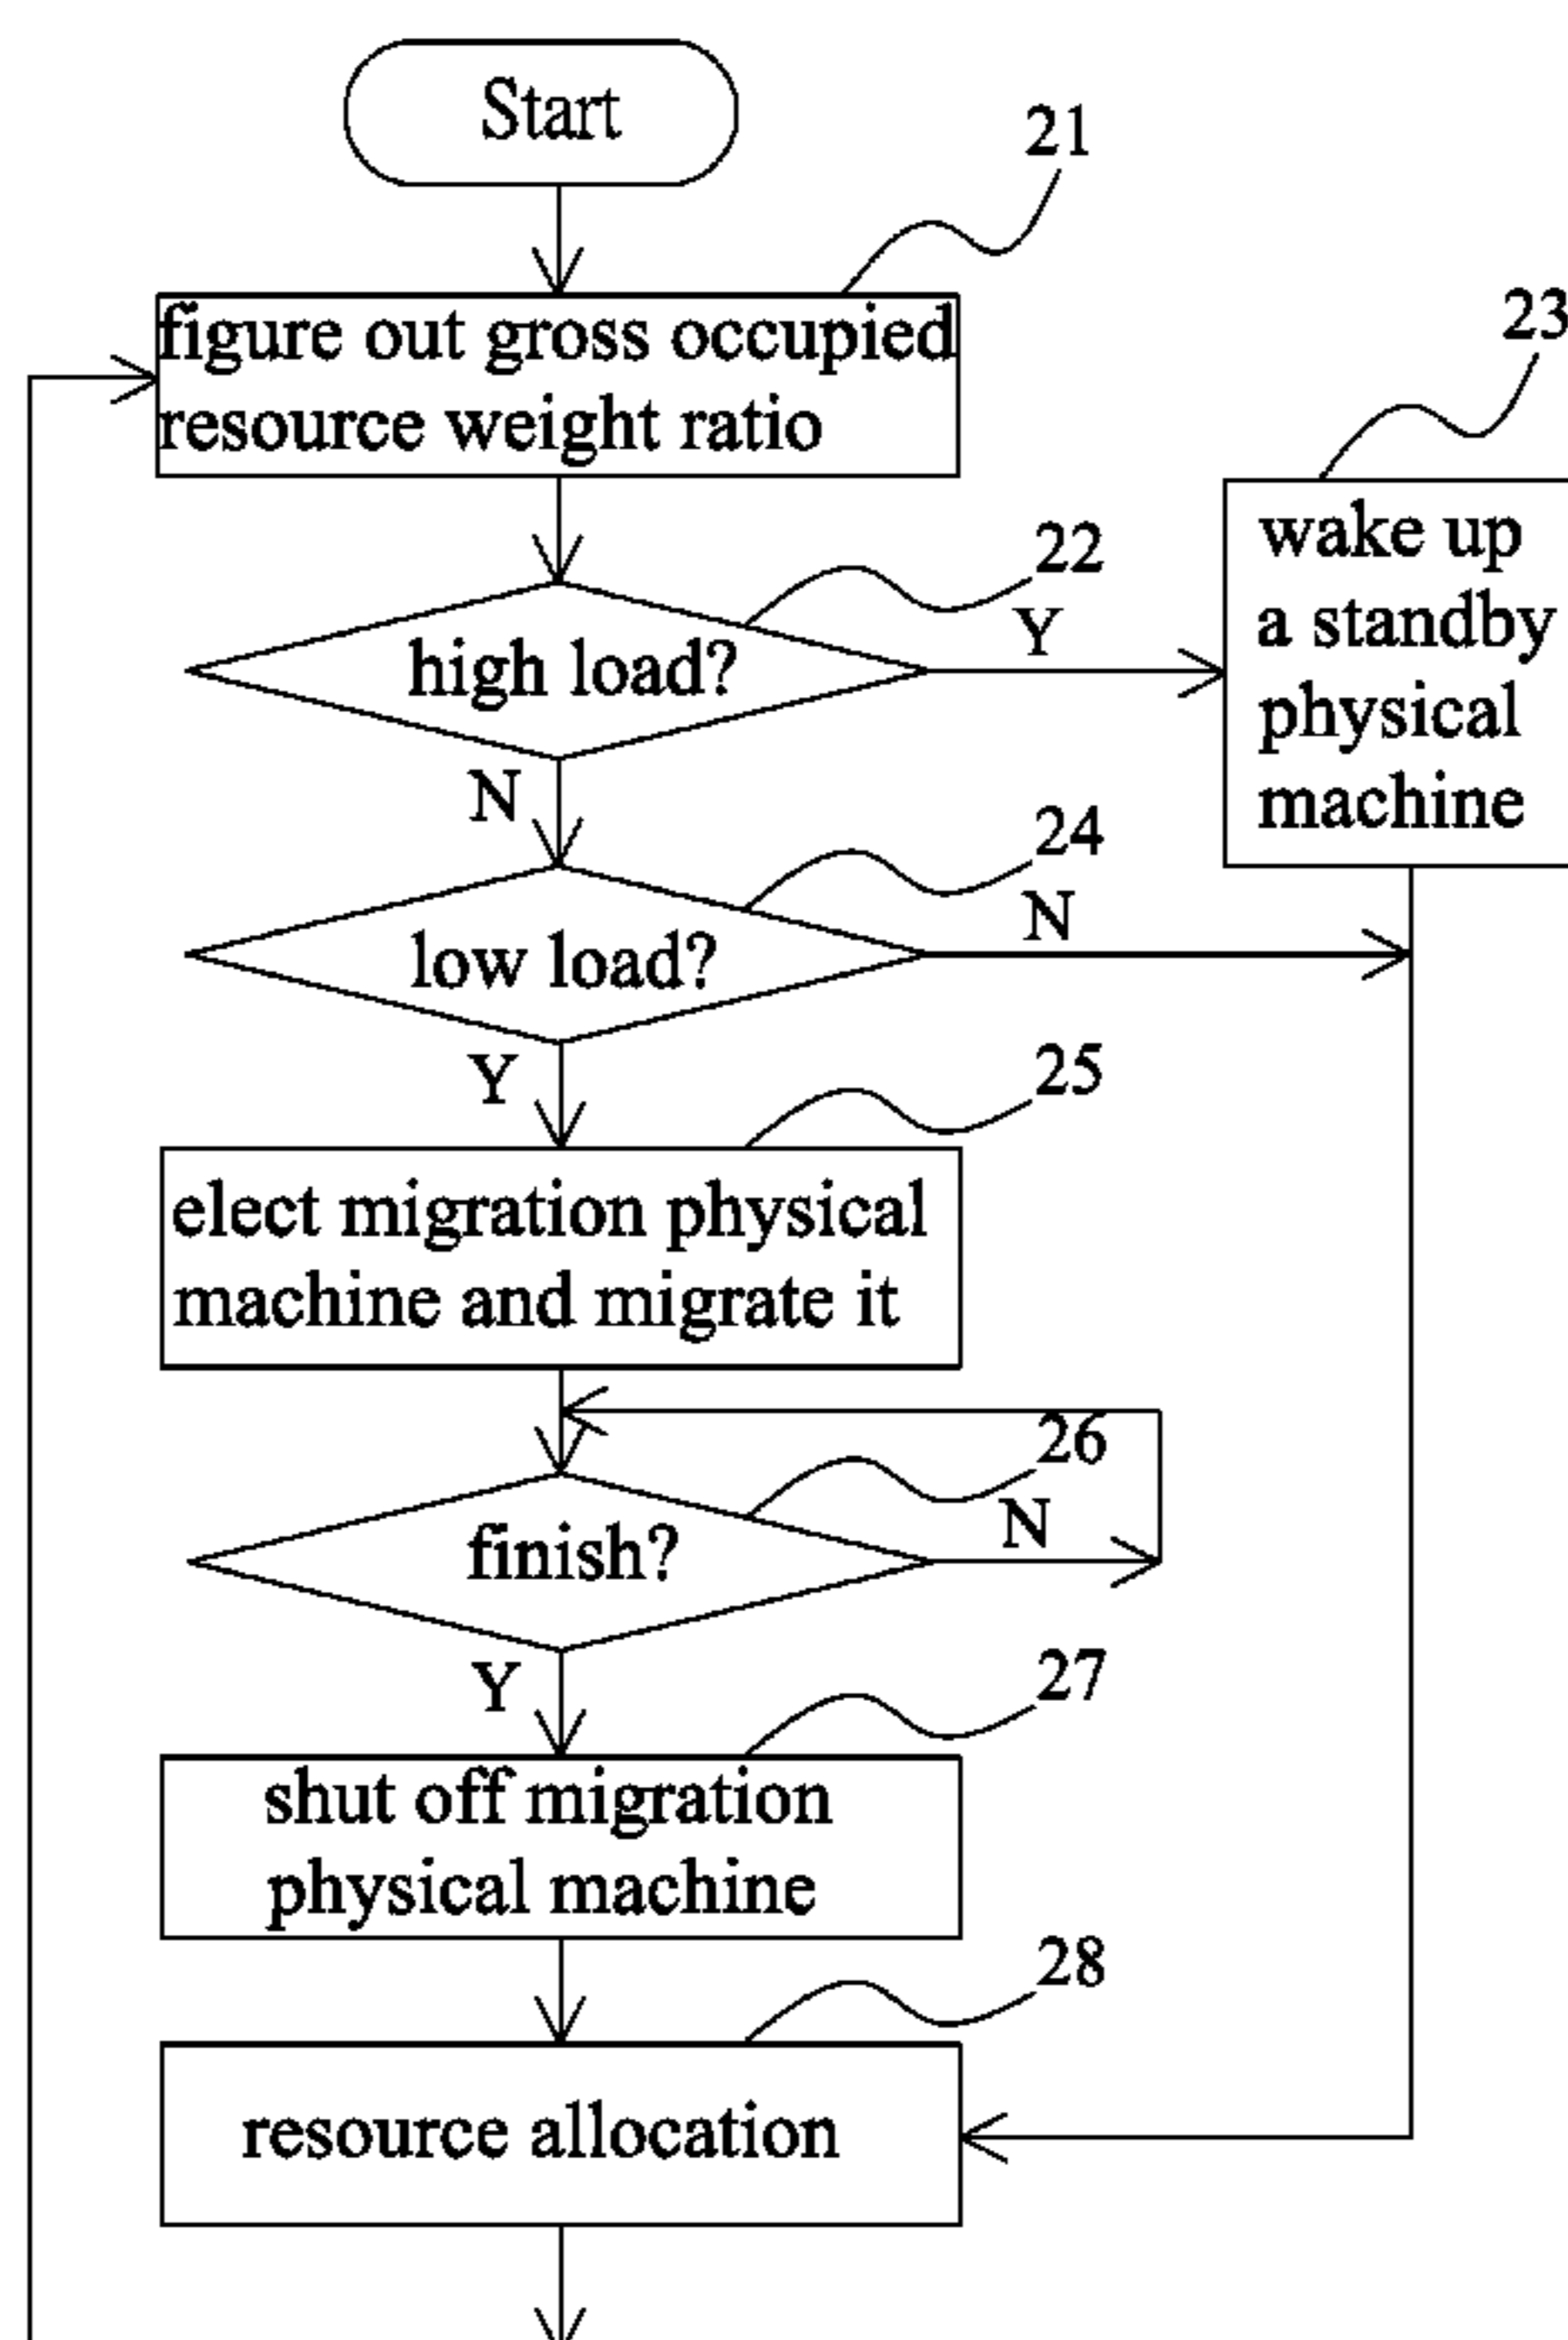 Start
21
figure out gross occupied
resource weight ratio
23
wake up
a standby
physical
machine
22
high load?
Y
N
24
low load?
N
Y
25
elect migration physical
machine and migrate it
26
finish?
N
Y
27
shut off migration
physical machine
28
resource allocation